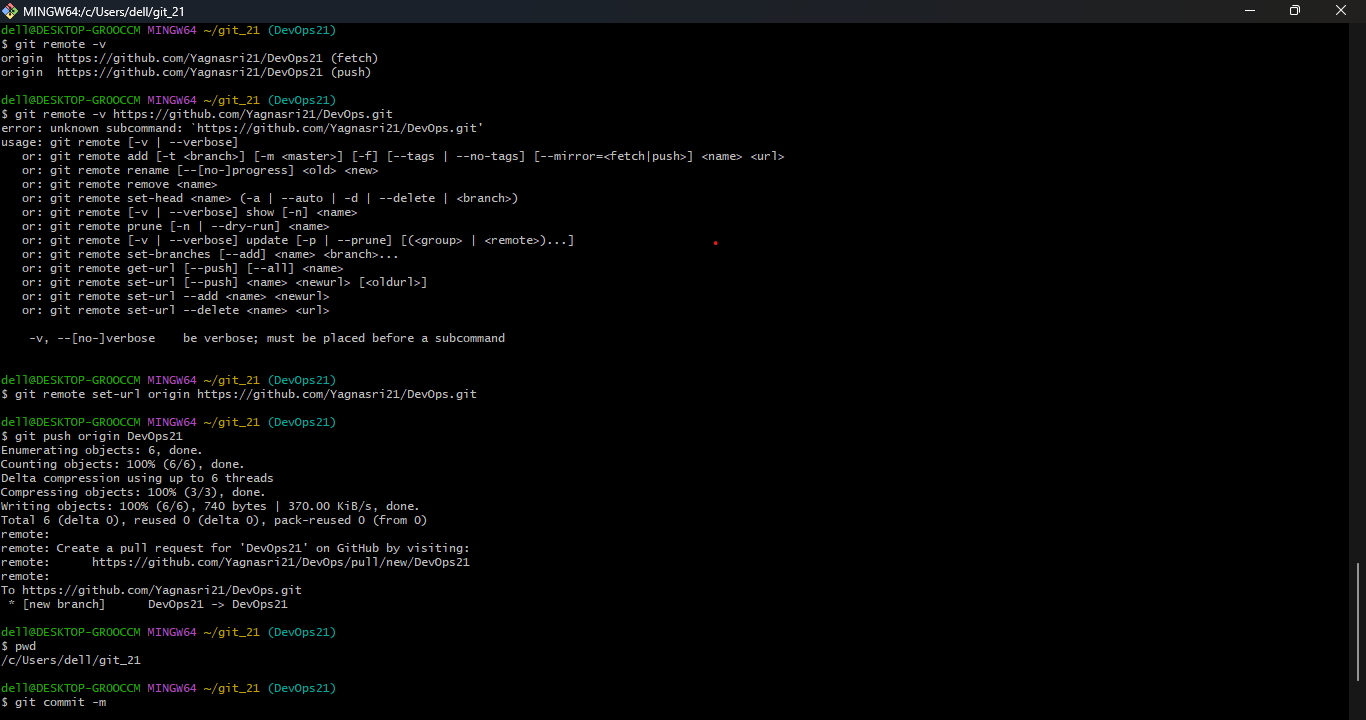 MINGW64:/c/Users/dell/git_21
dell@DESKTOP-GROOCCM MINGW64 ~/git_21 (DevOps21)
$ git remote -v
origin  https://github.com/Yagnasri21/DevOps21 (fetch)
origin  https://github.com/Yagnasri21/DevOps21 (push)

dell@DESKTOP-GROOCCM MINGW64 ~/git_21 (DevOps21)
$ git remote -v https://github.com/Yagnasri21/DevOps.git
error: unknown subcommand: `https://github.com/Yagnasri21/DevOps.git'
usage: git remote [-v | --verbose]
   or: git remote add [-t <branch>] [-m <master>] [-f] [--tags | --no-tags] [--mirror=<fetch|push>] <name> <url>
   or: git remote rename [--[no-]progress] <old> <new>
   or: git remote remove <name>
   or: git remote set-head <name> (-a | --auto | -d | --delete | <branch>)
   or: git remote [-v | --verbose] show [-n] <name>
   or: git remote prune [-n | --dry-run] <name>
   or: git remote [-v | --verbose] update [-p | --prune] [(<group> | <remote>)...]
   or: git remote set-branches [--add] <name> <branch>...
   or: git remote get-url [--push] [--all] <name>
   or: git remote set-url [--push] <name> <newurl> [<oldurl>]
   or: git remote set-url --add <name> <newurl>
   or: git remote set-url --delete <name> <url>

    -v, --[no-]verbose    be verbose; must be placed before a subcommand

dell@DESKTOP-GROOCCM MINGW64 ~/git_21 (DevOps21)
$ git remote set-url origin https://github.com/Yagnasri21/DevOps.git

dell@DESKTOP-GROOCCM MINGW64 ~/git_21 (DevOps21)
$ git push origin DevOps21
Enumerating objects: 6, done.
Counting objects: 100% (6/6), done.
Delta compression using up to 6 threads
Compressing objects: 100% (3/3), done.
Writing objects: 100% (6/6), 740 bytes | 370.00 KiB/s, done.
Total 6 (delta 0), reused 0 (delta 0), pack-reused 0 (from 0)
remote:
remote: Create a pull request for 'DevOps21' on GitHub by visiting:
remote:      https://github.com/Yagnasri21/DevOps/pull/new/DevOps21
remote:
To https://github.com/Yagnasri21/DevOps.git
 * [new branch]      DevOps21 -> DevOps21

dell@DESKTOP-GROOCCM MINGW64 ~/git_21 (DevOps21)
$ pwd
/c/Users/dell/git_21

dell@DESKTOP-GROOCCM MINGW64 ~/git_21 (DevOps21)
$ git commit -m